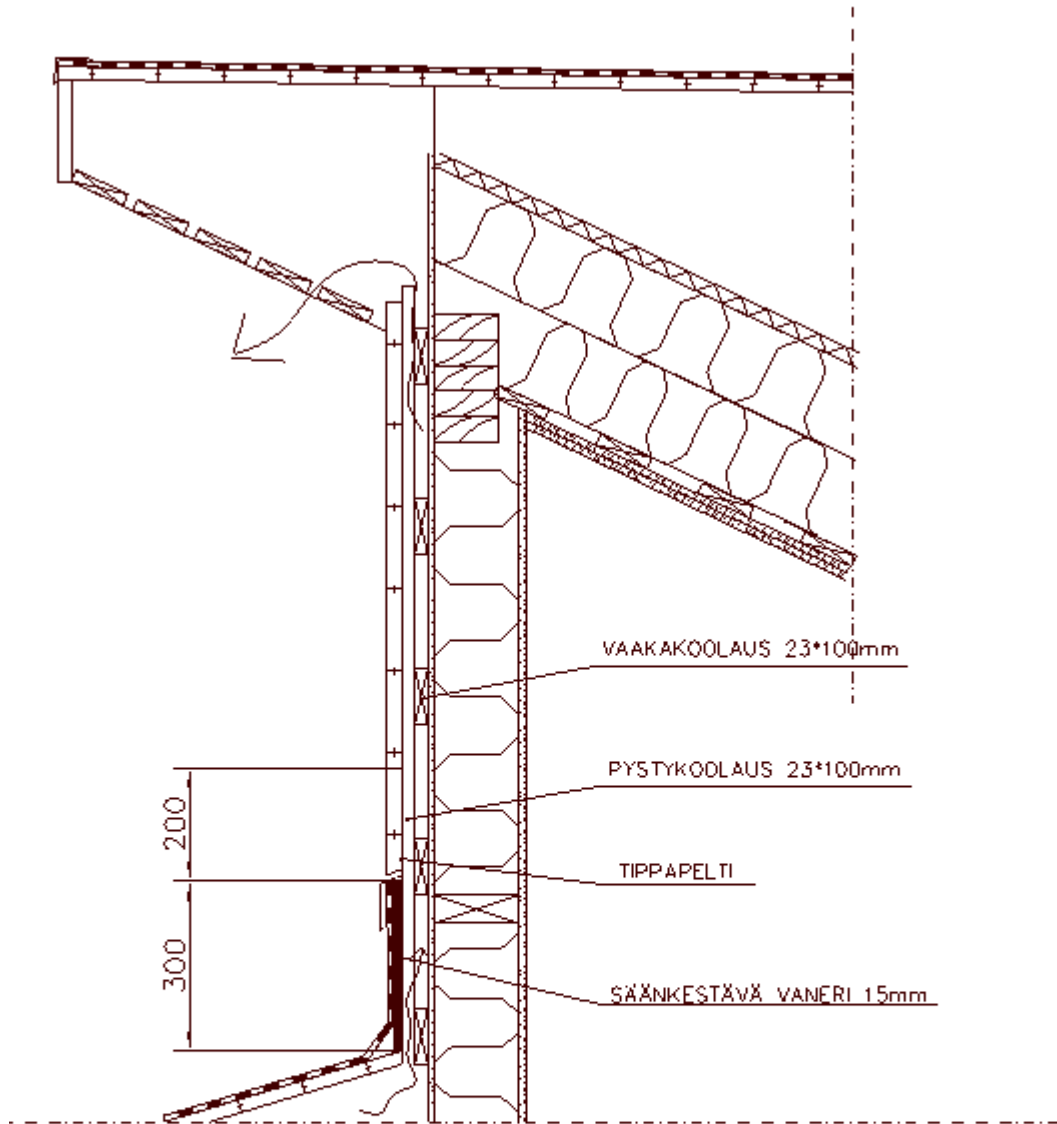 VAAKAKOOLAUS 23*100mm
PYSTYKOOLAUS 23*100mm
200
TIPPAPELTI
300
SÄÄNKESTÄVÄ VANERI 15mm